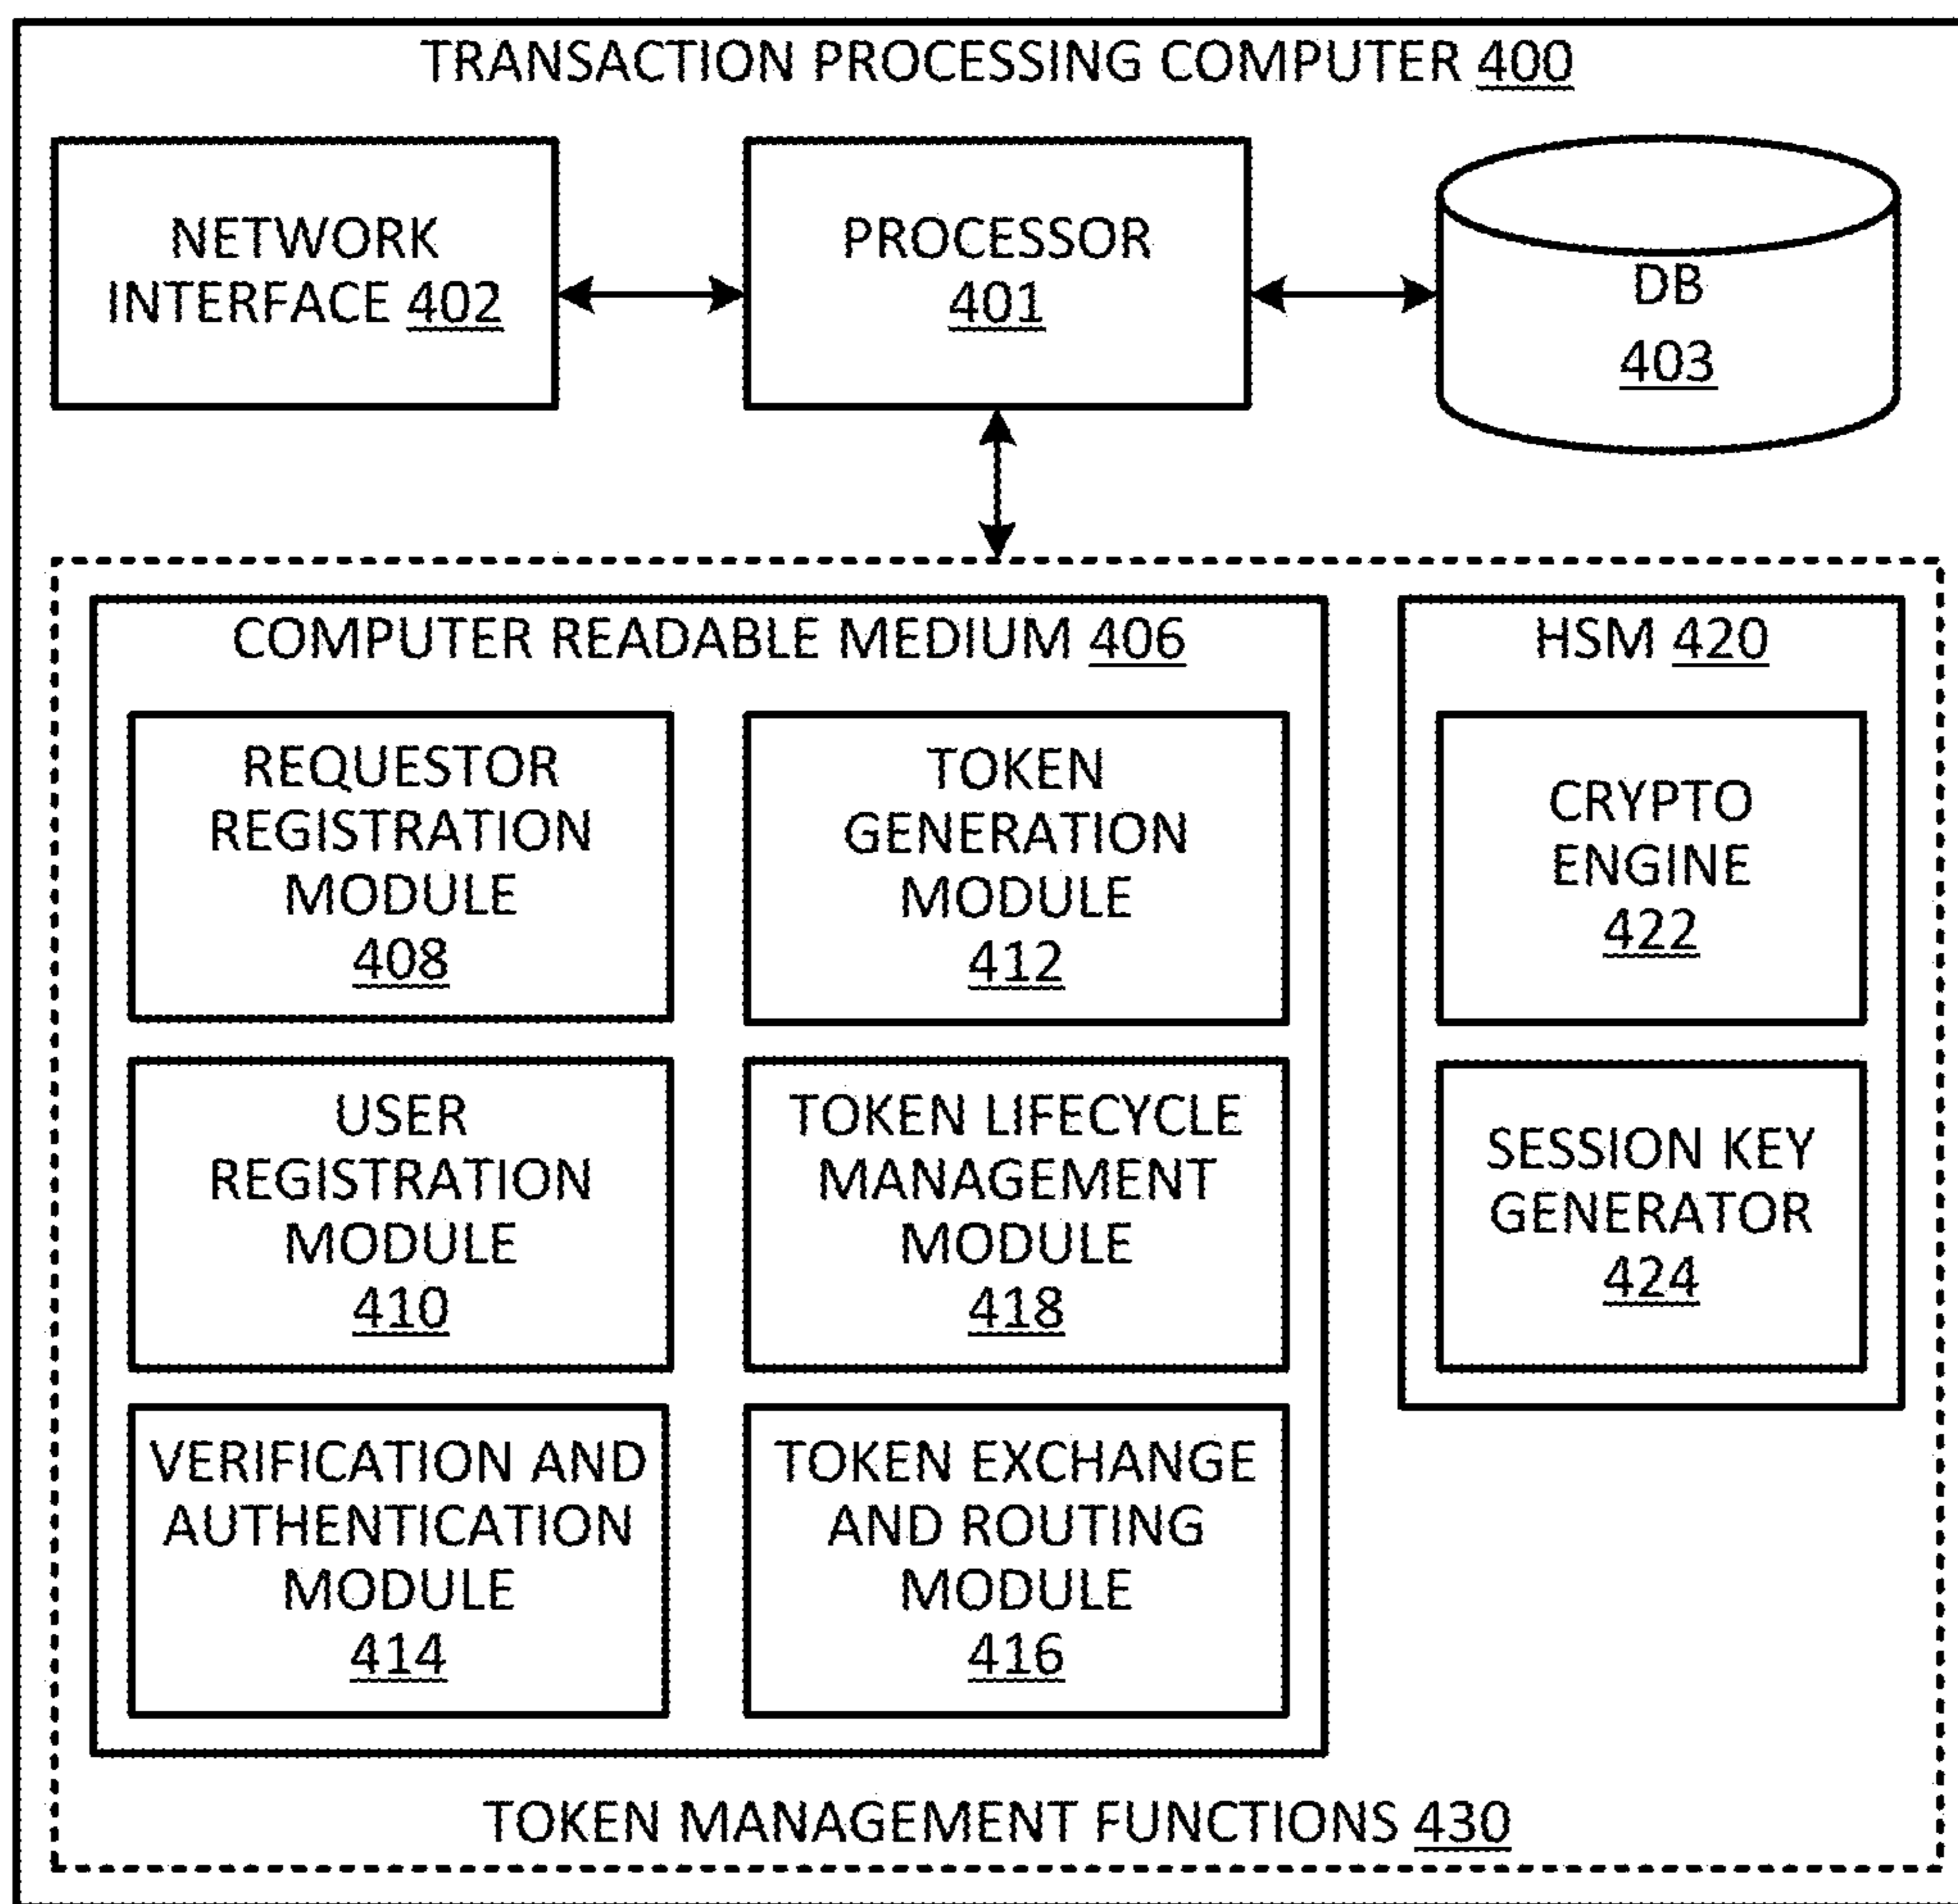 TRANSACTION PROCESSING COMPUTER 400
NETWORK
INTERFACE 402
PROCESSOR
401
DB
403
COMPUTER READABLE MEDIUM 406
REQUESTOR
REGISTRATION
MODULE
408
TOKEN
GENERATION
MODULE
412
USER
REGISTRATION
MODULE
410
TOKEN LIFECYCLE
MANAGEMENT
MODULE
418
VERIFICATION AND
AUTHENTICATION
MODULE
414
TOKEN EXCHANGE
AND ROUTING
MODULE
416
HSM 420
CRYPTO
ENGINE
422
SESSION KEY
GENERATOR
424
TOKEN MANAGEMENT FUNCTIONS 430